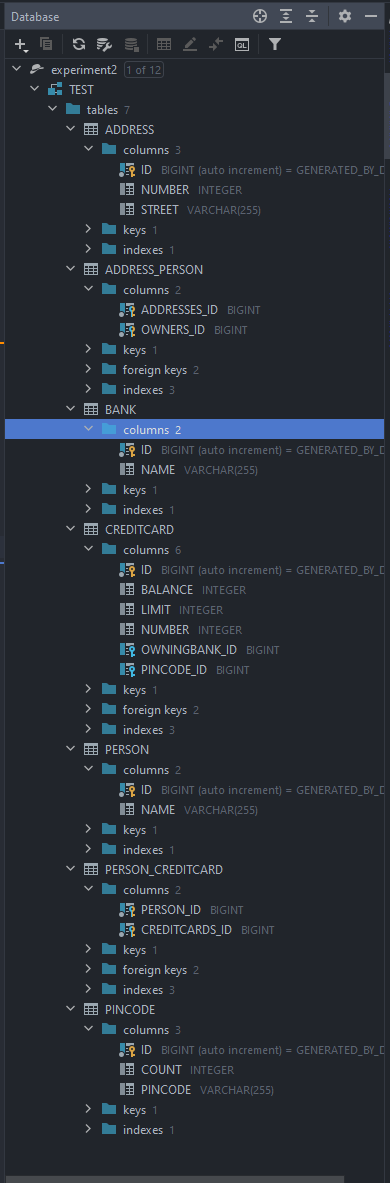 Database
QL
experiment2 1 of 12
TEST
tables 7
ADDRESS
columns 3
ID BIGINT (auto increment) = GENERATED_BY_D
NUMBER INTEGER
STREET VARCHAR(255)
keys 1
indexes 1
ADDRESS_PERSON
columns 2
ADDRESSES_ID BIGINT
OWNERS_ID BIGINT
keys 1
foreign keys 2
indexes 3
BANK
columns 2
ID BIGINT (auto increment) = GENERATED_BY_D
NAME VARCHAR(255)
keys 1
indexes 1
CREDITCARD
columns 6
ID BIGINT (auto increment) = GENERATED_BY_D
BALANCE INTEGER
LIMIT INTEGER
NUMBER INTEGER
OWNINGBANK_ID BIGINT
PINCODE_ID BIGINT
keys 1
foreign keys 2
indexes 3
PERSON
columns 2
ID BIGINT (auto increment) = GENERATED_BY_D
NAME VARCHAR(255)
keys 1
indexes 1
PERSON_CREDITCARD
columns 2
PERSON_ID BIGINT
CREDITCARDS_ID BIGINT
keys 1
foreign keys 2
indexes 3
PINCODE
columns 3
ID BIGINT (auto increment) = GENERATED_BY_D
COUNT INTEGER
PINCODE VARCHAR(255)
keys 1
indexes 1